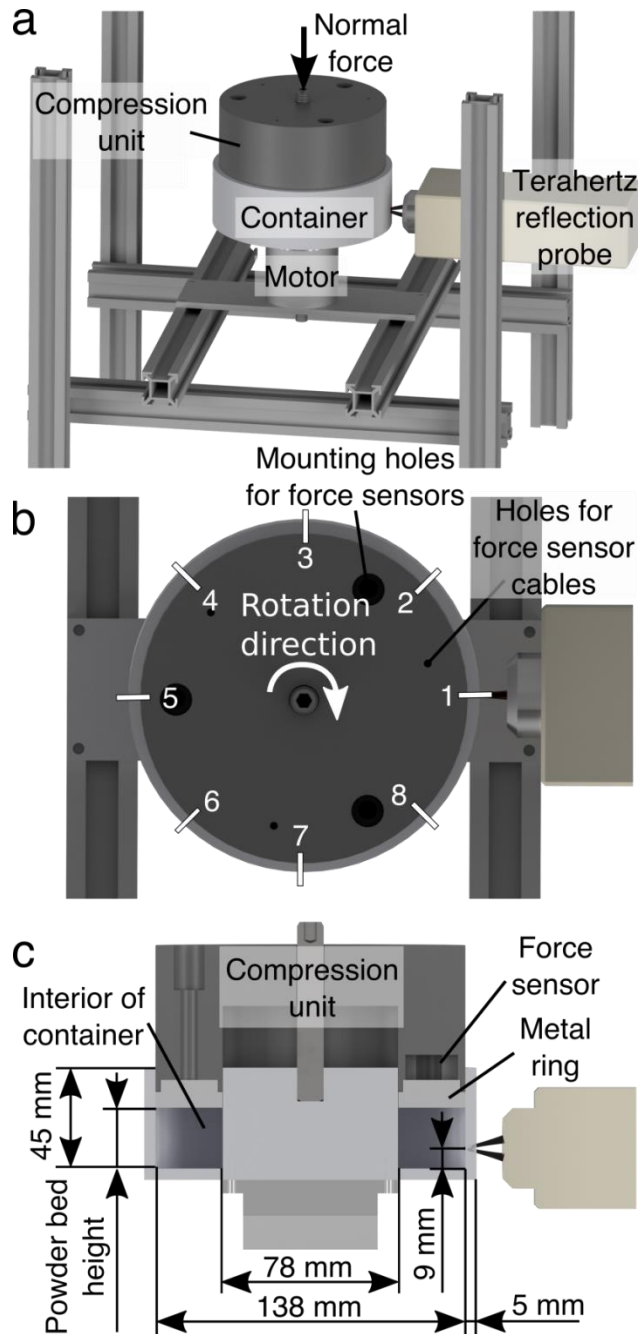 a
Normal
force
Compression
unit
Container
Terahertz
reflection
probe
Motor
Mounting holes
for force sensors
b
Holes for
force sensor
cables
3
2
4
Rotation
direction
5
1
6
8
7
c
Compression
unit
Force
sensor
Interior of
container
Metal
ring
45 mm
Powder bed
height
9 mm
78 mm
138 mm
5 mm